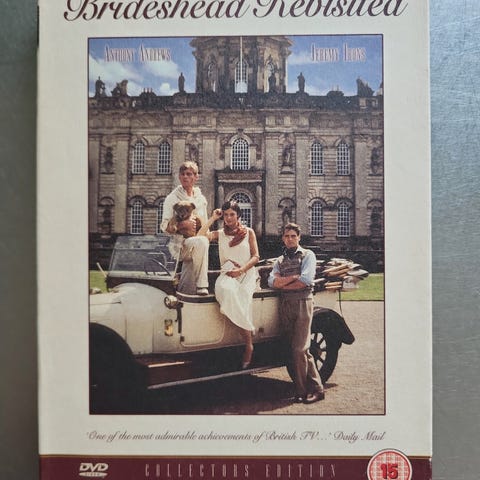 Brideshead Revisited
ANTHONY ANDREWS JEREMY IRONS
'One of the most admirable achievements of British TV...' Daily Mail
DVD COLLECTORS EDITION 15